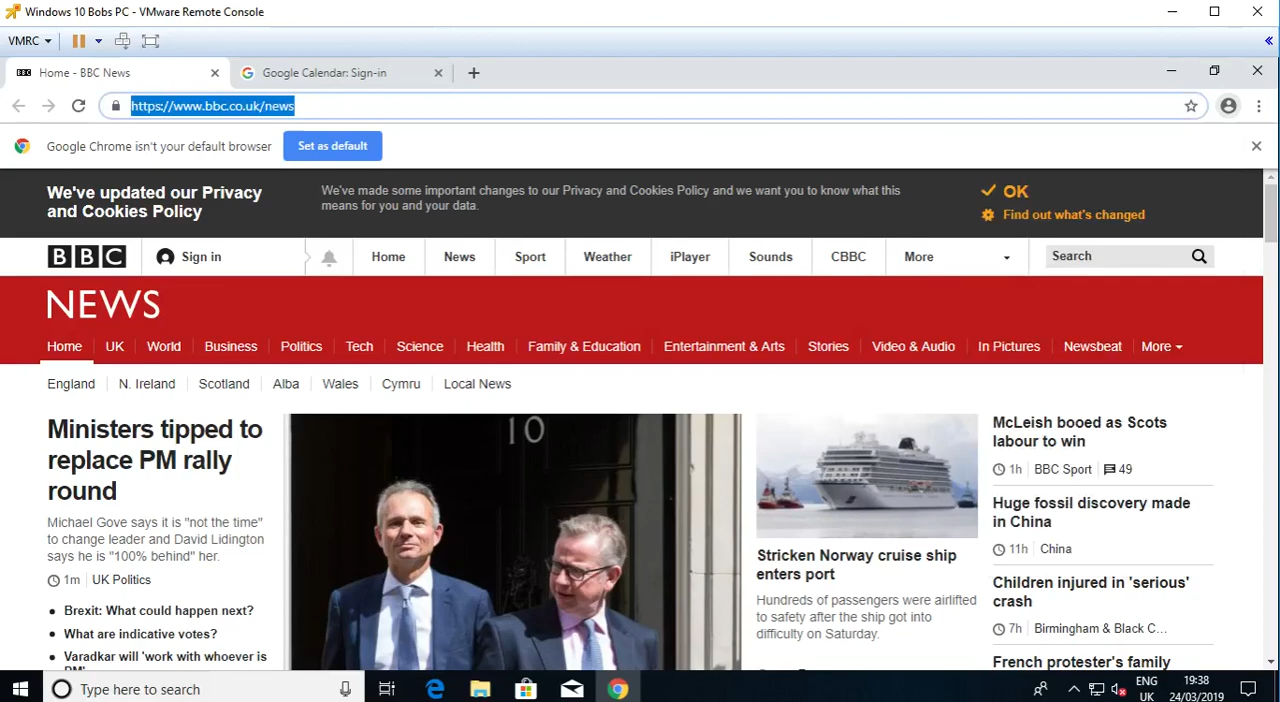 Windows 10 Bobs PC - VMware Remote Console
VMRC
BBC Home - BBC News
G Google Calendar: Sign-in
https://www.bbc.co.uk/news
Google Chrome isn't your default browser
Set as default
We've updated our Privacy
and Cookies Policy
We've made some important changes to our Privacy and Cookies Policy and we want you to know what this
means for you and your data.
OK
Find out what's changed
BBC
Sign in
Home
News
Sport
Weather
iPlayer
Sounds
CBBC
More
Search
NEWS
Home
UK
World
Business
Politics
Tech
Science
Health
Family & Education
Entertainment & Arts
Stories
Video & Audio
In Pictures
Newsbeat
More
England
N. Ireland
Scotland
Alba
Wales
Cymru
Local News
Ministers tipped to
replace PM rally
round
Michael Gove says it is "not the time"
to change leader and David Lidington
says he is "100% behind" her.
1m
UK Politics
Brexit: What could happen next?
What are indicative votes?
Varadkar will 'work with whoever is
PM'
10
Stricken Norway cruise ship
enters port
Hundreds of passengers were airlifted
to safety after the ship got into
difficulty on Saturday.
McLeish booed as Scots
labour to win
1h
BBC Sport
49
Huge fossil discovery made
in China
11h
China
Children injured in 'serious'
crash
7h
Birmingham & Black C...
French protester's family
Type here to search
ENG
UK
19:38
24/03/2019